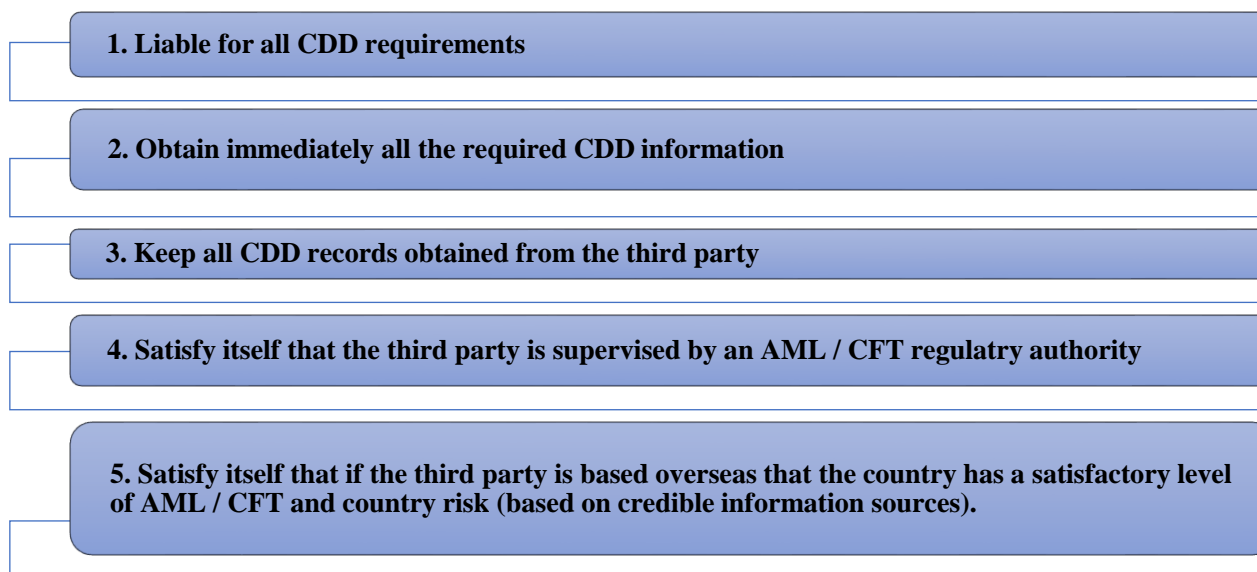 1. Liable for all CDD requirements
2. Obtain immediately all the required CDD information
3. Keep all CDD records obtained from the third party
4. Satisfy itself that the third party is supervised by an AML / CFT regulatry authority
5. Satisfy itself that if the third party is based overseas that the country has a satisfactory level
of AML / CFT and country risk (based on credible information sources).